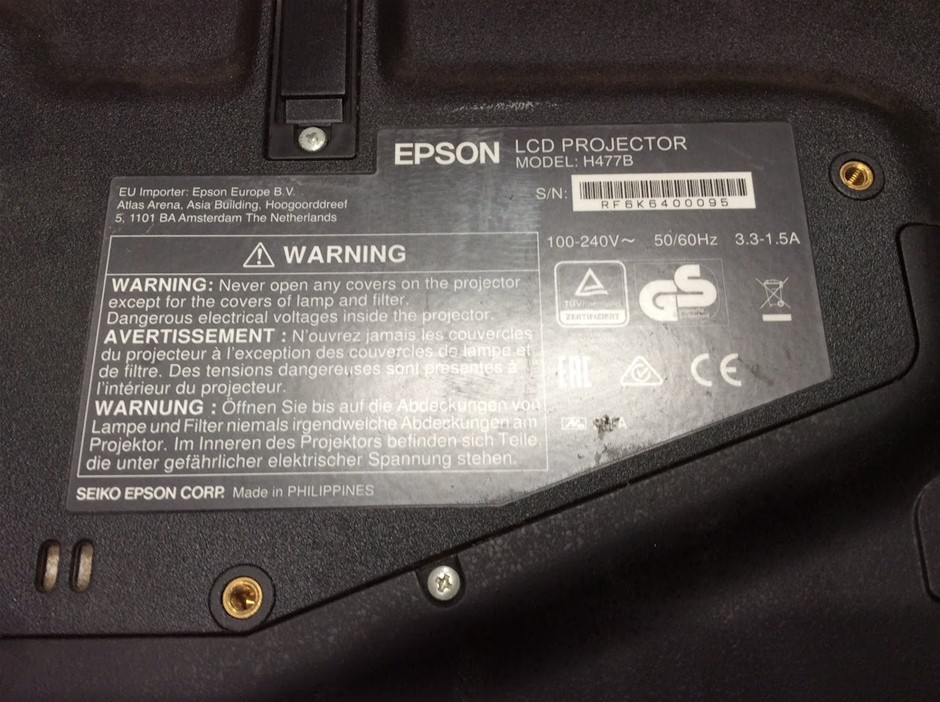 EPSON LCD PROJECTOR
MODEL: H477B
S/N:
RF6K6400095
EU Importer: Epson Europe B.V.
Atlas Arena, Asia Building, Hoogoorddreef
5, 1101 BA Amsterdam The Netherlands
100-240V~ 50/60Hz 3.3-1.5A
WARNING
WARNING: Never open any covers on the projector
except for the covers of lamp and filter.
Dangerous electrical voltages inside the projector.
AVERTISSEMENT : N'ouvrez jamais les couvercles
du projecteur à l'exception des couvercles de lampe et
de filtre. Des tensions dangereuses sont présentes à
l'intérieur du projecteur.
WARNUNG : Öffnen Sie bis auf die Abdeckungen von
Lampe und Filter niemals irgendwelche Abdeckungen am
Projektor. Im Inneren des Projektors befinden sich Teile,
die unter gefährlicher elektrischer Spannung stehen.
ZERTIFIZIERT
GS
EAC
CE
SEIKO EPSON CORP. Made in PHILIPPINES